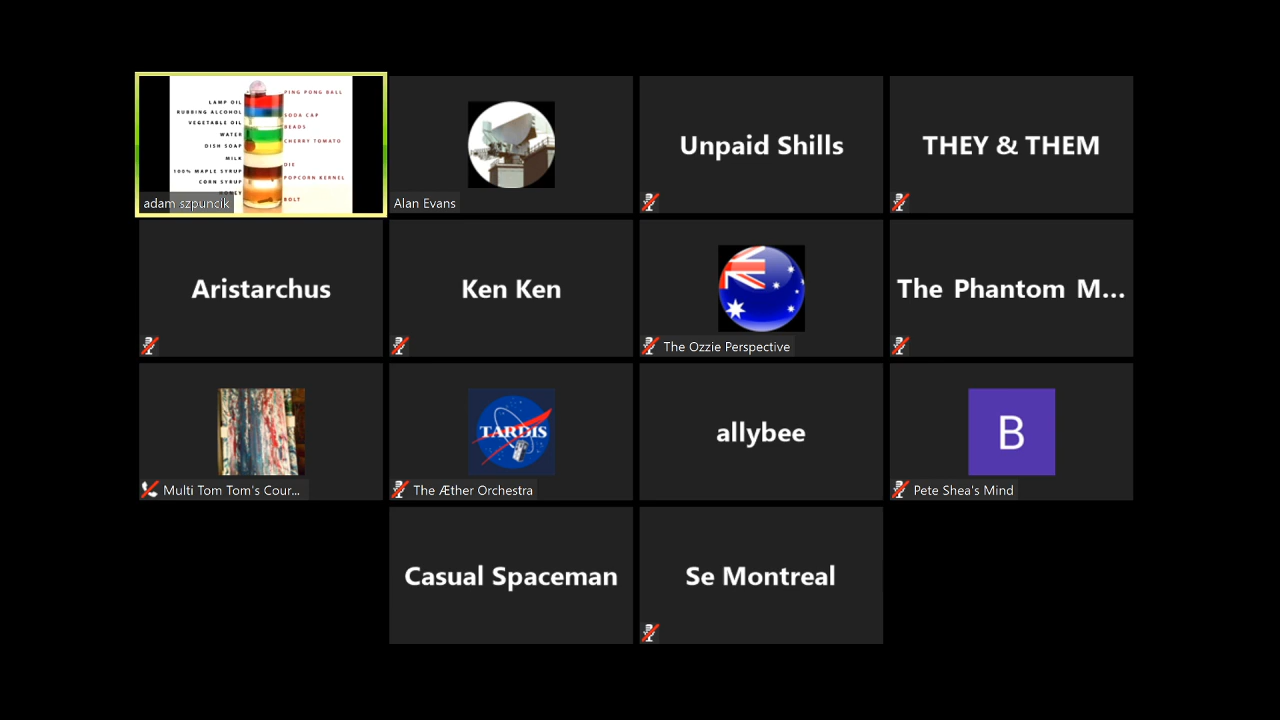 PING PONG BALL
LAMP OIL
RUBBING ALCOHOL
SODA CAP
VEGETABLE OIL
BEADS
WATER
CHERRY TOMATO
DISH SOAP
MILK
DIE
100% MAPLE SYRUP
POPCORN KERNEL
CORN SYRUP
BOLT
adam szpuncik
Alan Evans
Unpaid Shills
THEY & THEM
Aristarchus
Ken Ken
The Ozzie Perspective
The Phantom M...
Multi Tom Tom's Cour...
TARDIS
The Æther Orchestra
allybee
B
Pete Shea's Mind
Casual Spaceman
Se Montreal